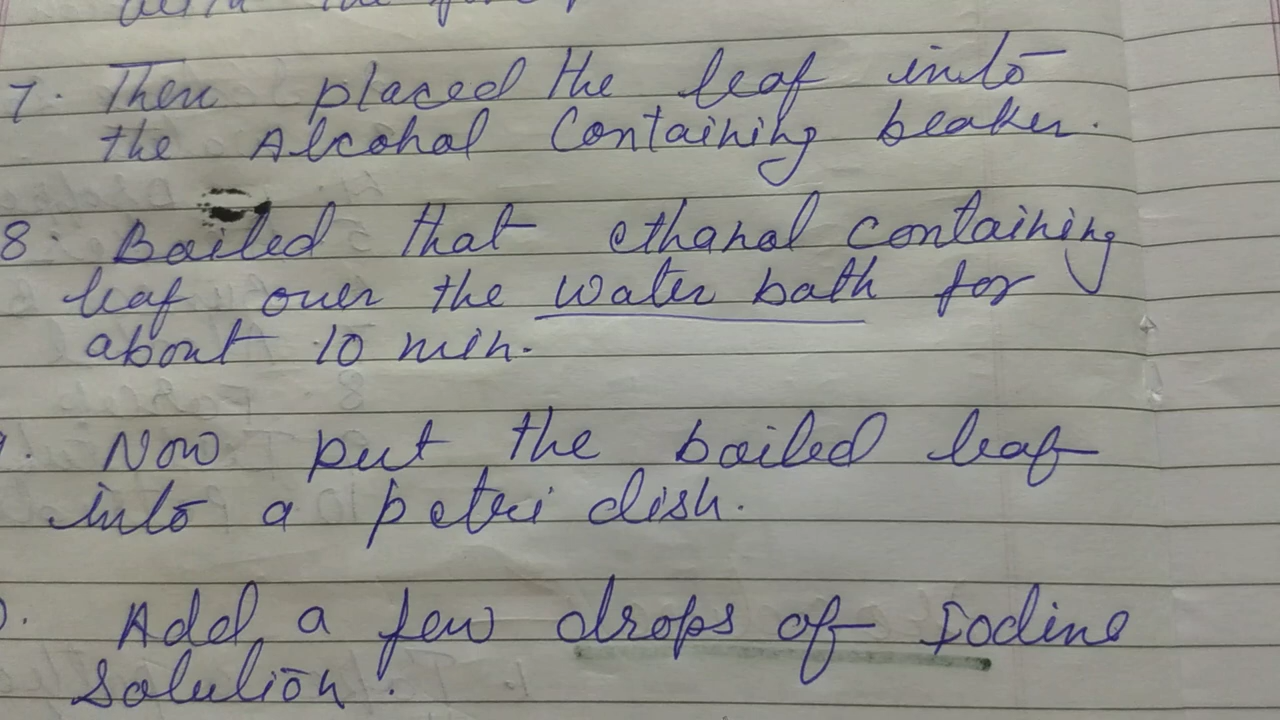 7. Then placed the leaf into
the Alcohal Containing beaker.
8. Boiled that ethanol containing
leaf over the water bath for
about 10 min.
Now put the boiled leaf
into a petri dish.
Add a few drops of Iodine
solution.